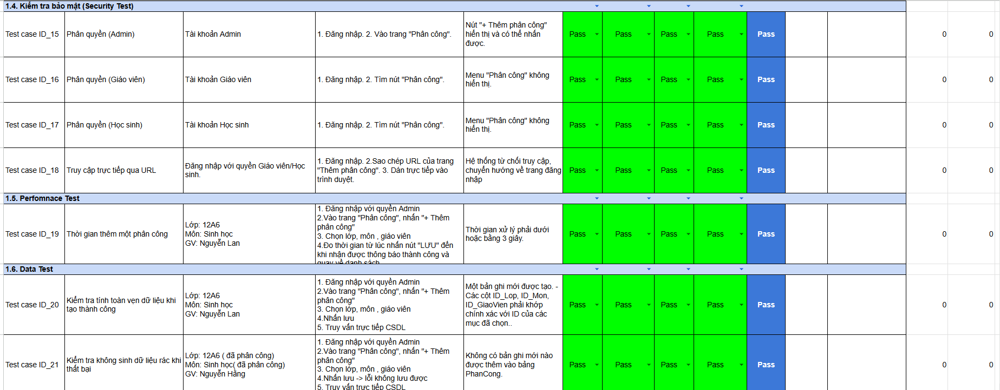 1.4. Kiểm tra bảo mật (Security Test)
Test case ID_15
Phân quyền (Admin)
Tài khoản Admin
1. Đăng nhập. 2. Vào trang "Phân công".
Nút "+ Thêm phân công"
hiển thị và có thể nhấn
được.
Pass
Pass
Pass
Pass
Pass
0
0
Test case ID_16
Phân quyền (Giáo viên)
Tài khoản Giáo viên
1. Đăng nhập. 2. Tìm nút "Phân công".
Menu "Phân công" không
hiển thị.
Pass
Pass
Pass
Pass
Pass
0
0
Test case ID_17
Phân quyền (Học sinh)
Tài khoản Học sinh
1. Đăng nhập. 2. Tìm nút "Phân công".
Menu "Phân công" không
hiển thị.
Pass
Pass
Pass
Pass
Pass
0
0
Test case ID_18
Truy cập trực tiếp qua URL
Đăng nhập với quyền Giáo viên/Học
sinh.
1. Đăng nhập. 2.Sao chép URL của trang
"Thêm phân công". 3. Dán trực tiếp vào
trình duyệt.
Hệ thống từ chối truy cập,
chuyển hướng về trang đăng
nhập
Pass
Pass
Pass
Pass
Pass
0
0
1.5. Perfomnace Test
Test case ID_19
Thời gian thêm một phân công
Lớp: 12A6
Môn: Sinh học
GV: Nguyễn Lan
1. Đăng nhập với quyền Admin
2.Vào trang "Phân công", nhấn "+ Thêm
phân công"
3. Chọn lớp, môn , giáo viên
4.Đo thời gian từ lúc nhấn nút "LƯU" đến
khi nhận được thông báo thành công và
quay về danh sách
Thời gian xử lý phải dưới
hoặc bằng 3 giây.
Pass
Pass
Pass
Pass
Pass
0
0
1.6. Data Test
Test case ID_20
Kiểm tra tính toàn vẹn dữ liệu khi
tạo thành công
Lớp: 12A6
Môn: Sinh học
GV: Nguyễn Lan
1. Đăng nhập với quyền Admin
2.Vào trang "Phân công", nhấn "+ Thêm
phân công"
3. Chọn lớp, môn , giáo viên
4.Nhấn lưu
5. Truy vấn trực tiếp CSDL
Một bản ghi mới được tạo. -
Các cột ID_Lop, ID_Mon,
ID_GiaoVien phải khớp
chính xác với ID của các
mục đã chọn..
Pass
Pass
Pass
Pass
Pass
0
0
Test case ID_21
Kiểm tra không sinh dữ liệu rác khi
thất bại
Lớp: 12A6 ( đã phân công)
Môn: Sinh học( đã phân công)
GV: Nguyễn Hằng
1. Đăng nhập với quyền Admin
2.Vào trang "Phân công", nhấn "+ Thêm
phân công"
3. Chọn lớp, môn , giáo viên
4.Nhấn lưu -> lỗi không lưu được
5. Truy vấn trực tiếp CSDL
Không có bản ghi mới nào
được thêm vào bảng
PhanCong.
Pass
Pass
Pass
Pass
Pass
0
0